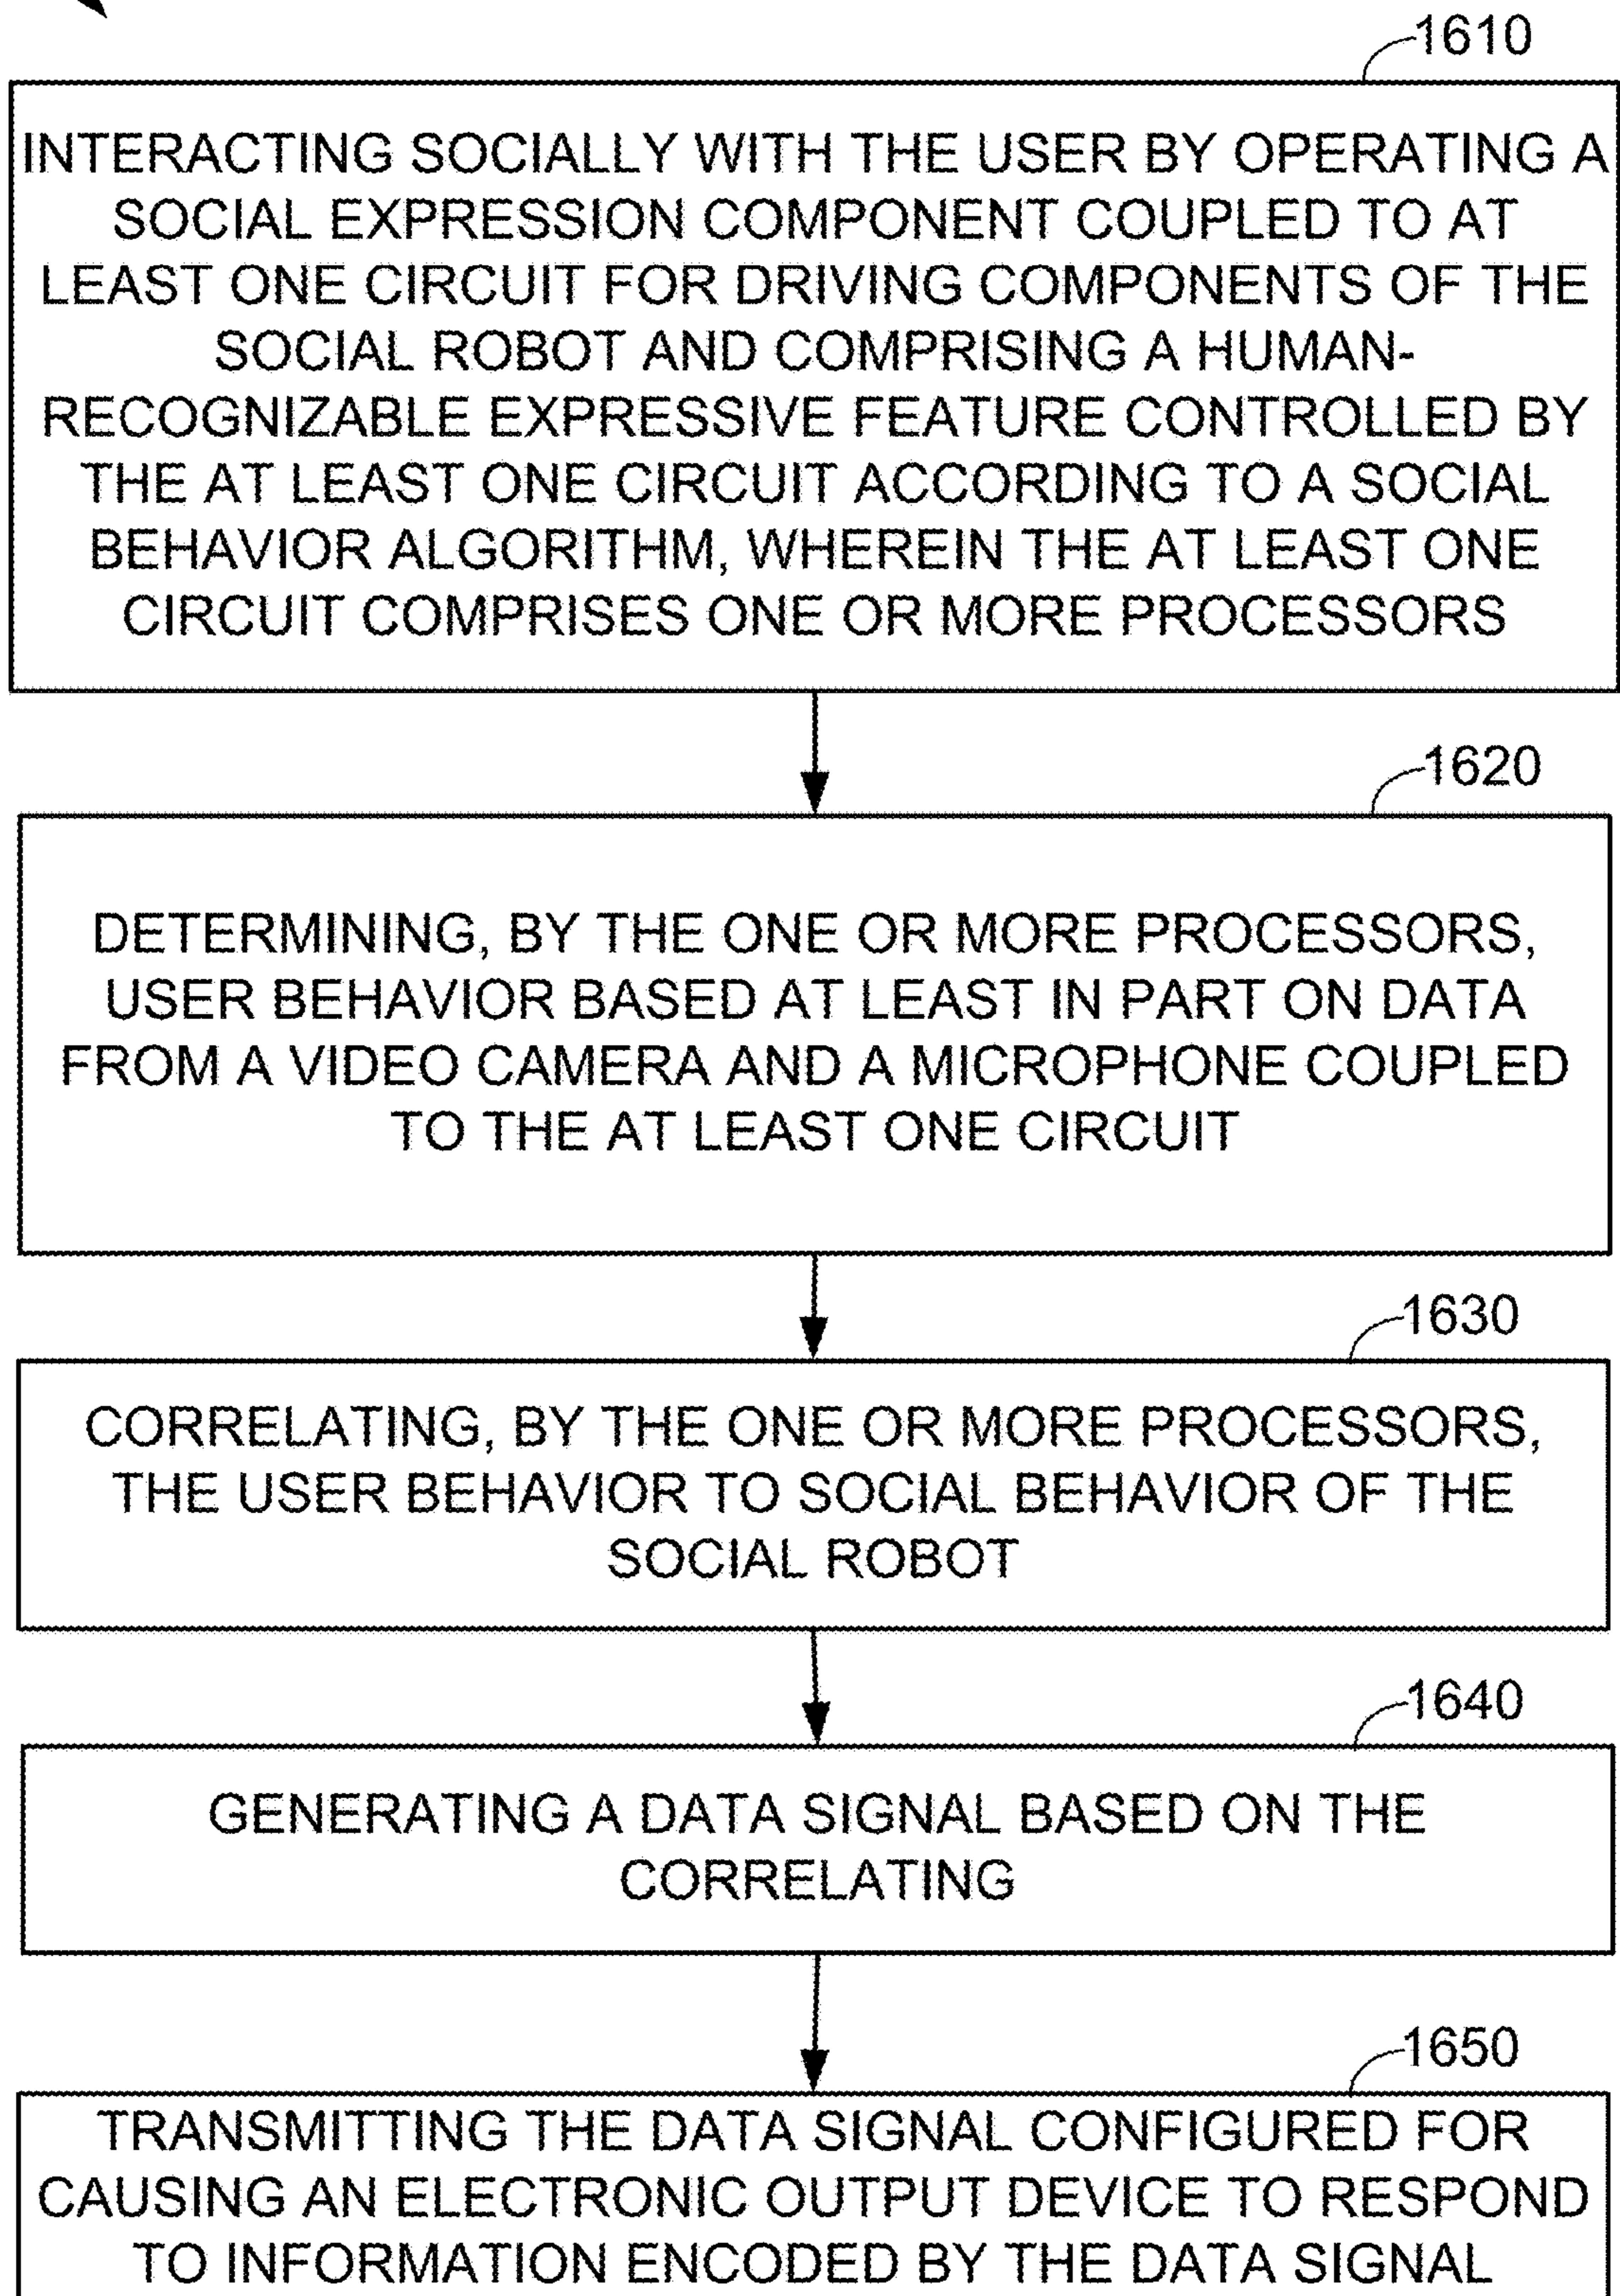 1610
INTERACTING SOCIALLY WITH THE USER BY OPERATING A
SOCIAL EXPRESSION COMPONENT COUPLED TO AT
LEAST ONE CIRCUIT FOR DRIVING COMPONENTS OF THE
SOCIAL ROBOT AND COMPRISING A HUMAN-
RECOGNIZABLE EXPRESSIVE FEATURE CONTROLLED BY
THE AT LEAST ONE CIRCUIT ACCORDING TO A SOCIAL
BEHAVIOR ALGORITHM, WHEREIN THE AT LEAST ONE
CIRCUIT COMPRISES ONE OR MORE PROCESSORS
1620
DETERMINING, BY THE ONE OR MORE PROCESSORS,
USER BEHAVIOR BASED AT LEAST IN PART ON DATA
FROM A VIDEO CAMERA AND A MICROPHONE COUPLED
TO THE AT LEAST ONE CIRCUIT
1630
CORRELATING, BY THE ONE OR MORE PROCESSORS,
THE USER BEHAVIOR TO SOCIAL BEHAVIOR OF THE
SOCIAL ROBOT
1640
GENERATING A DATA SIGNAL BASED ON THE
CORRELATING
1650
TRANSMITTING THE DATA SIGNAL CONFIGURED FOR
CAUSING AN ELECTRONIC OUTPUT DEVICE TO RESPOND
TO INFORMATION ENCODED BY THE DATA SIGNAL